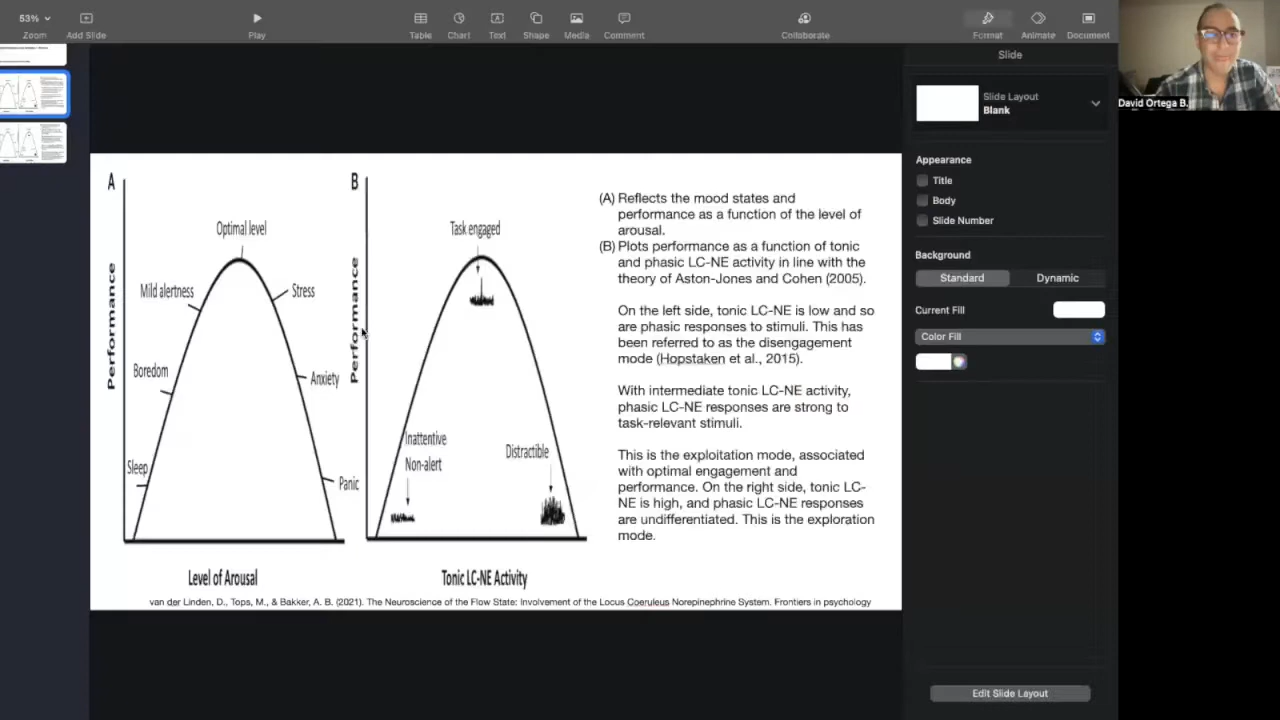 53%
Zoom
Add Slide
Play
Table
Chart
Text
Shape
Media
Comment
Collaborate
Format
Animate
Document
David Ortega B.
Slide
Slide Layout
Blank
Appearance
Title
Body
Slide Number
Background
Standard
Dynamic
Current Fill
Color Fill
Edit Slide Layout
A
Performance
Optimal level
Mild alertness
Stress
Boredom
Anxiety
Sleep
Panic
Level of Arousal
B
Performance
Task engaged
Inattentive
Non-alert
Distractible
Tonic LC-NE Activity
(A) Reflects the mood states and
performance as a function of the level of
arousal.
(B) Plots performance as a function of tonic
and phasic LC-NE activity in line with the
theory of Aston-Jones and Cohen (2005).
On the left side, tonic LC-NE is low and so
are phasic responses to stimuli. This has
been referred to as the disengagement
mode (Hopstaken et al., 2015).
With intermediate tonic LC-NE activity,
phasic LC-NE responses are strong to
task-relevant stimuli.
This is the exploitation mode, associated
with optimal engagement and
performance. On the right side, tonic LC-
NE is high, and phasic LC-NE responses
are undifferentiated. This is the exploration
mode.
van der Linden, D., Tops, M., & Bakker, A. B. (2021). The Neuroscience of the Flow State: Involvement of the Locus Coeruleus Norepinephrine System. Frontiers in psychology